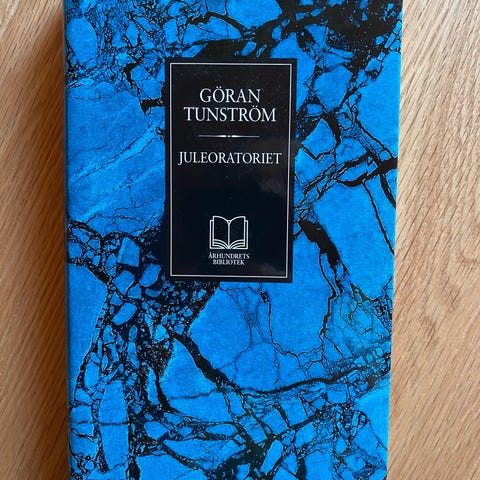 GÖRAN
TUNSTRÖM
JULEORATORIET
ÅRHUNDRETS
BIBLIOTEK